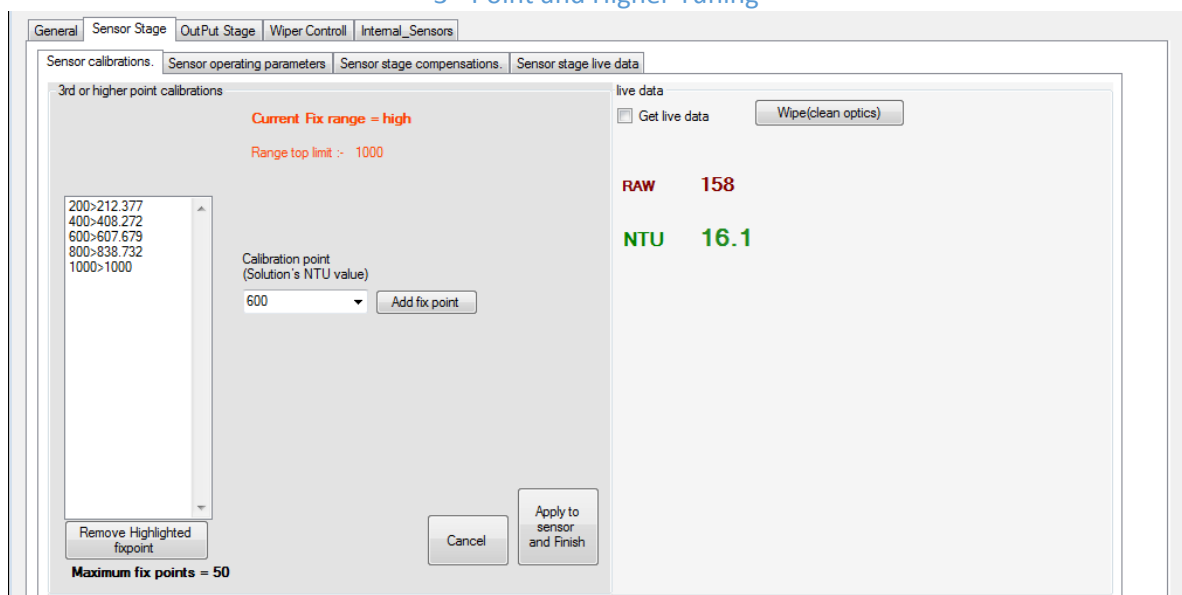 3 Point and Higher Tuning
General Sensor Stage OutPut Stage Wiper Controll Internal_Sensors
Sensor calibrations. Sensor operating parameters Sensor stage compensations. Sensor stage live data
3rd or higher point calibrations
Current Fix range = high
Range top limit :- 1000
200>212.377
400>408.272
600>607.679
800>838.732
1000>1000
Calibration point
(Solution's NTU value)
600 Add fix point
Remove Highlighted
fixpoint
Maximum fix points = 50
Cancel
Apply to
sensor
and Finish
live data
Get live data Wipe(clean optics)
RAW 158
NTU 16.1